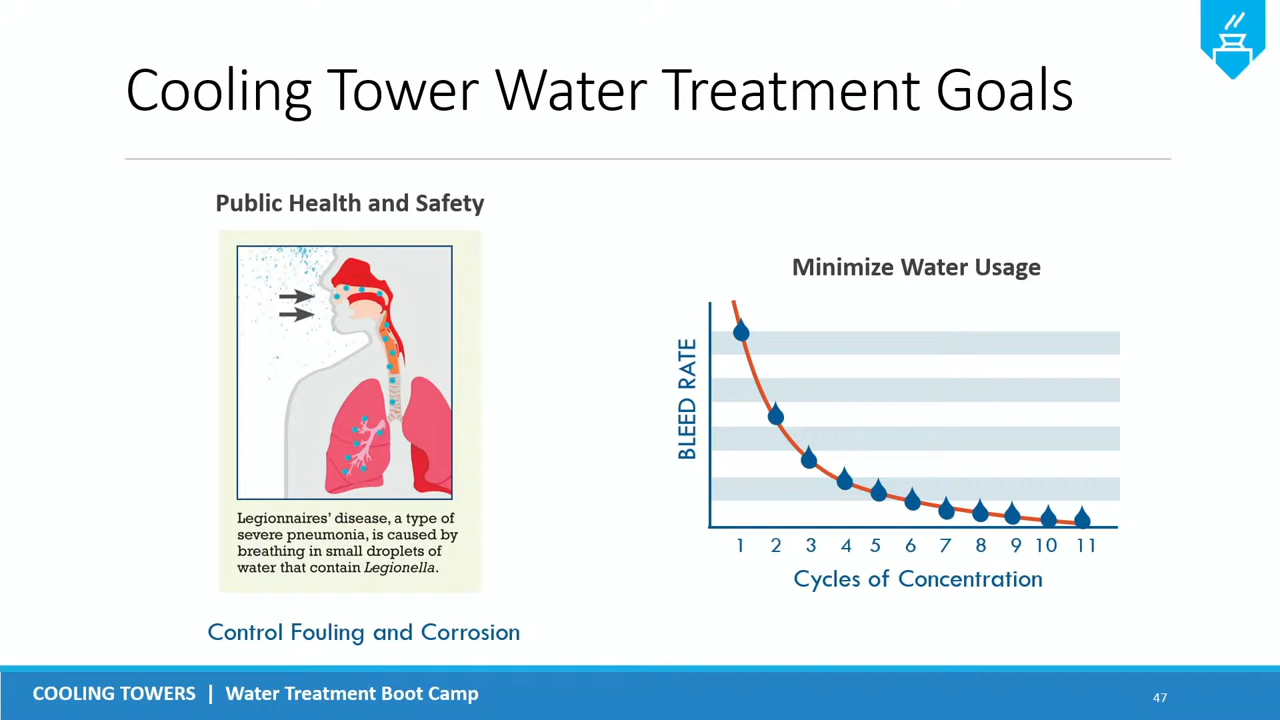 Cooling Tower Water Treatment Goals
Public Health and Safety
Legionnaires' disease, a type of
severe pneumonia, is caused by
breathing in small droplets of
water that contain Legionella.
Control Fouling and Corrosion
Minimize Water Usage
BLEED RATE
1 2 3 4 5 6 7 8 9 10 11
Cycles of Concentration
COOLING TOWERS | Water Treatment Boot Camp
47